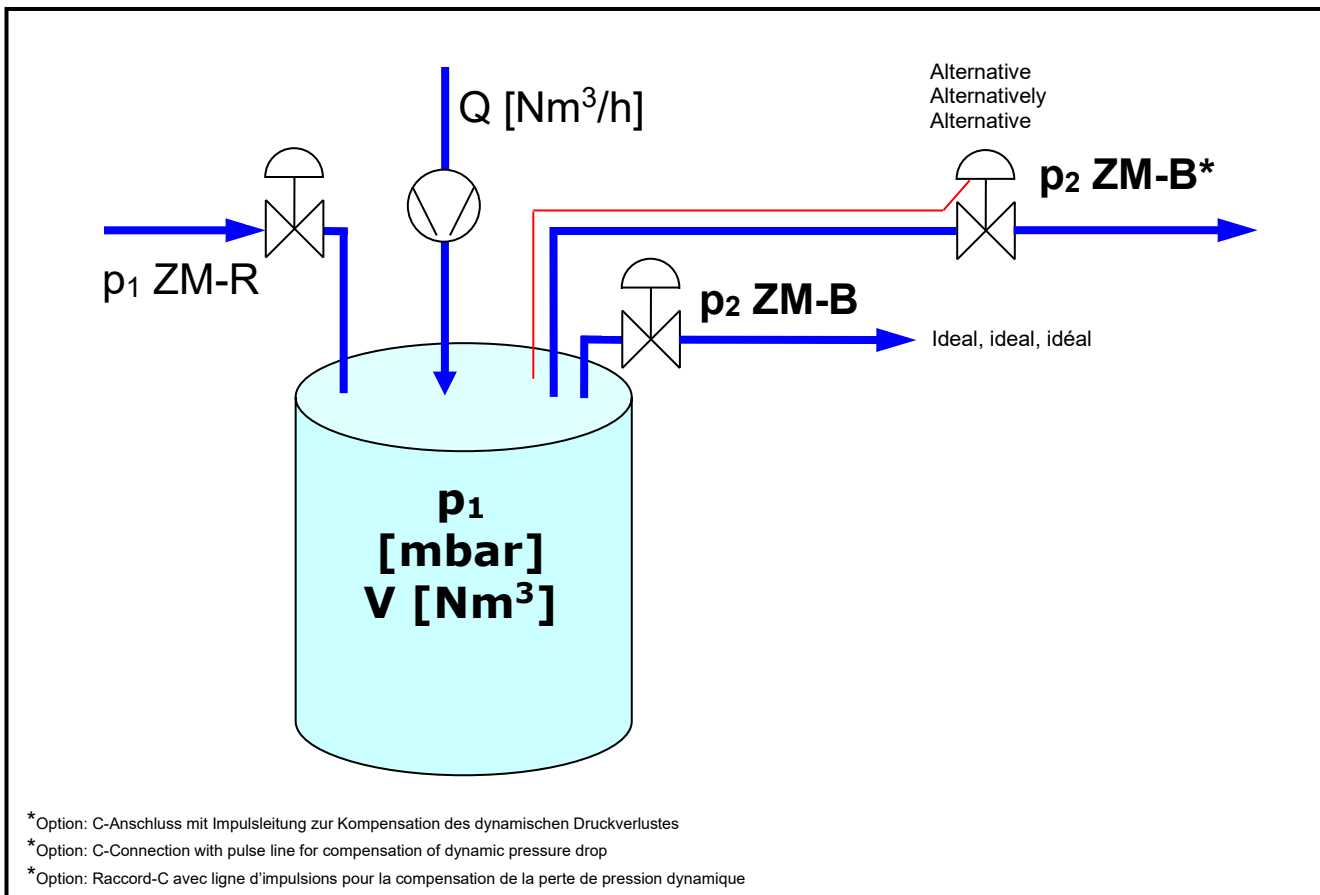 Alternative
Alternatively
Alternative
Q [Nm³/h]
p₂ ZM-B*
p₁ ZM-R
p₂ ZM-B
Ideal, ideal, idéal
p₁
[mbar]
V [Nm³]
*Option: C-Anschluss mit Impulsleitung zur Kompensation des dynamischen Druckverlustes
*Option: C-Connection with pulse line for compensation of dynamic pressure drop
*Option: Raccord-C avec ligne d'impulsions pour la compensation de la perte de pression dynamique